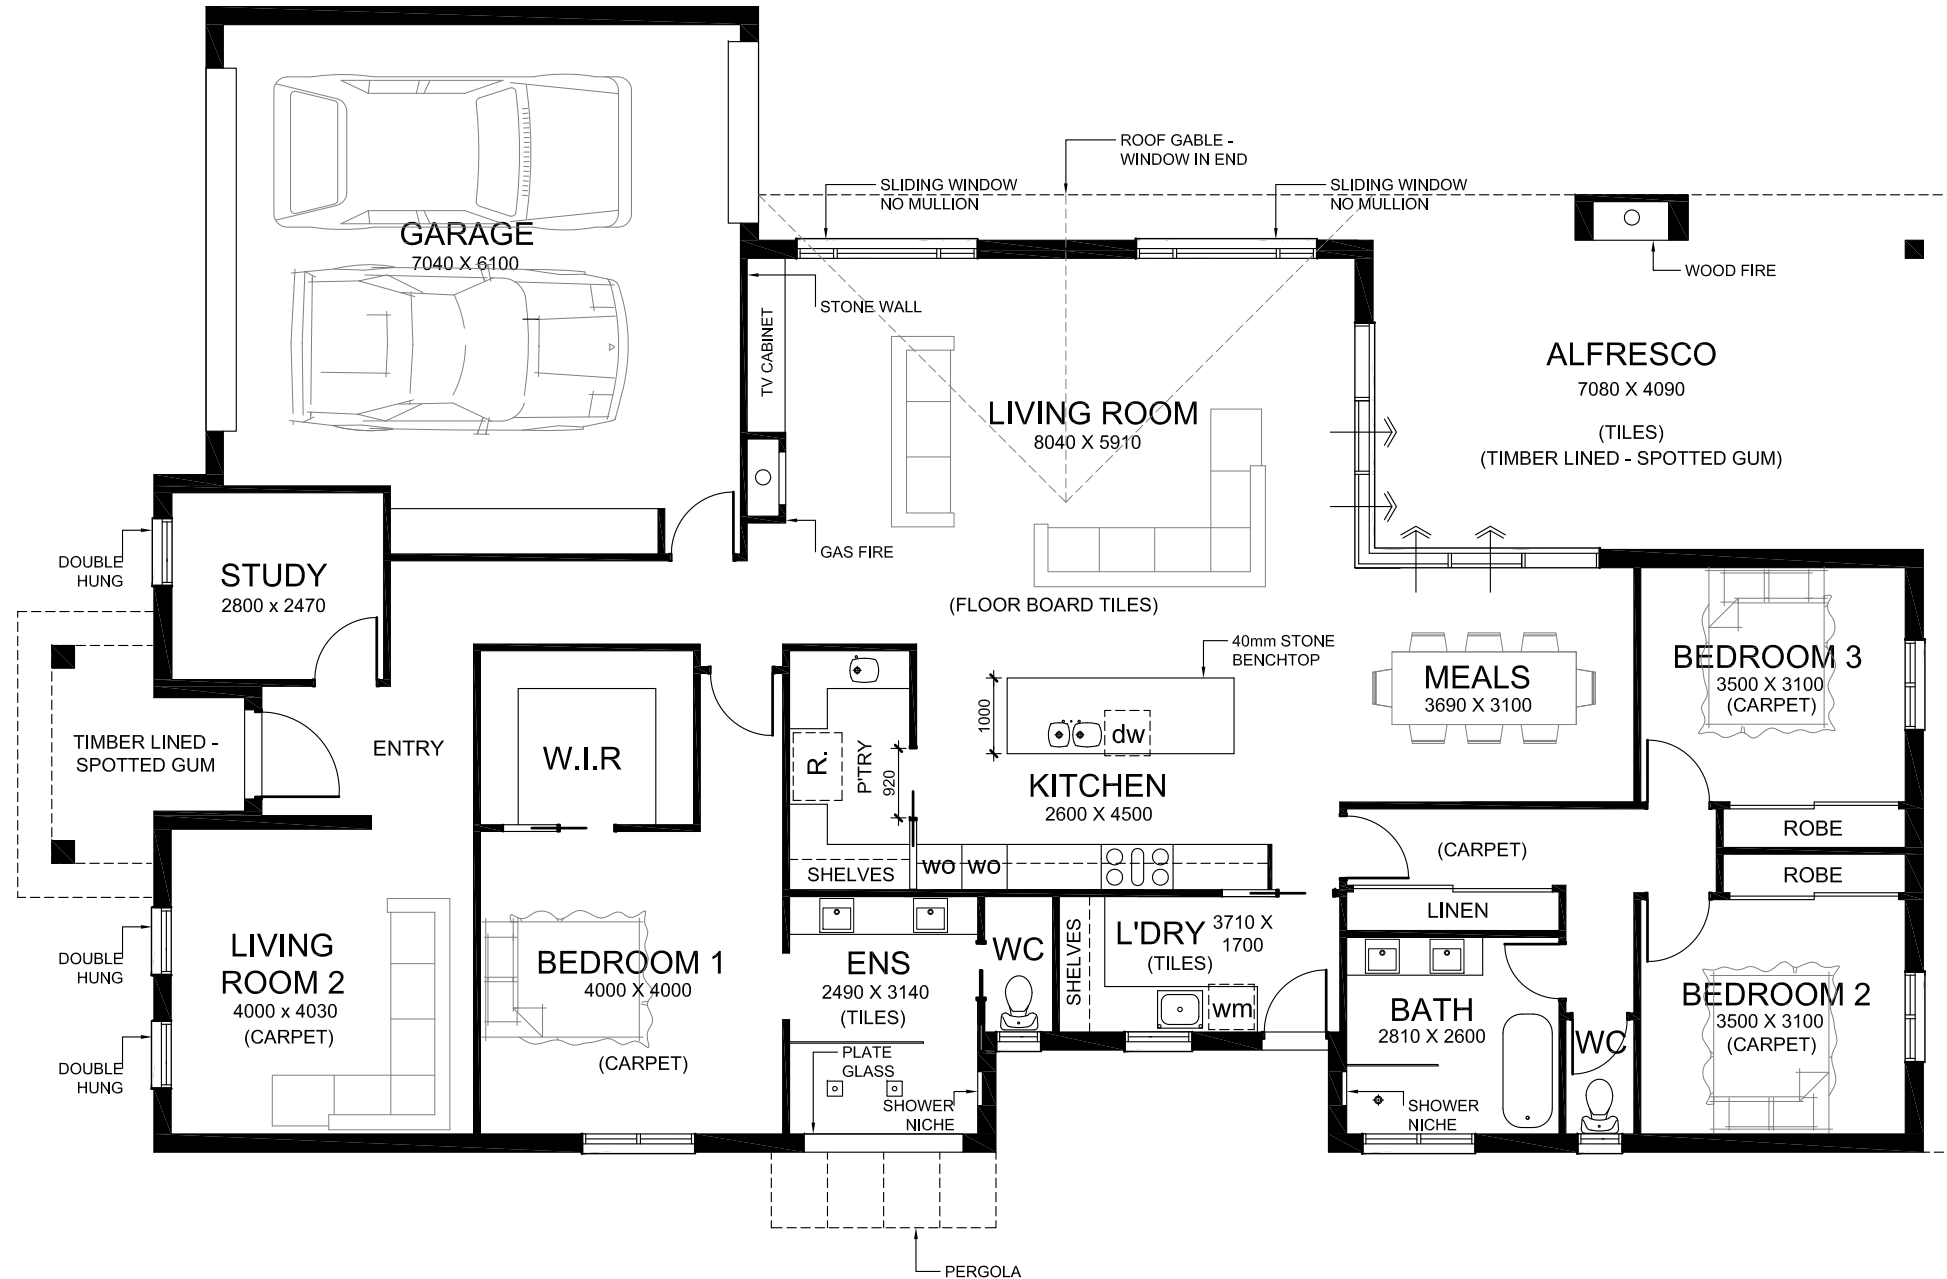 ROOF GABLE -
WINDOW IN END
SLIDING WINDOW
NO MULLION
SLIDING WINDOW
NO MULLION
GARAGE
7040 X 6100
WOOD FIRE
STONE WALL
TV CABINET
ALFRESCO
7080 X 4090
(TILES)
(TIMBER LINED - SPOTTED GUM)
LIVING ROOM
8040 X 5910
GAS FIRE
DOUBLE
HUNG
STUDY
2800 x 2470
(FLOOR BOARD TILES)
40mm STONE
BENCHTOP
BEDROOM 3
3500 X 3100
(CARPET)
MEALS
3690 X 3100
1000
dw
TIMBER LINED -
SPOTTED GUM
ENTRY
W.I.R
R.
P'TRY
920
KITCHEN
2600 X 4500
ROBE
(CARPET)
ROBE
SHELVES
wo
wo
LINEN
LIVING
ROOM 2
4000 x 4030
(CARPET)
DOUBLE
HUNG
DOUBLE
HUNG
BEDROOM 1
4000 X 4000
(CARPET)
ENS
2490 X 3140
(TILES)
WC
SHELVES
L'DRY
3710 X
1700
(TILES)
wm
BATH
2810 X 2600
WC
BEDROOM 2
3500 X 3100
(CARPET)
PLATE
GLASS
SHOWER
NICHE
SHOWER
NICHE
PERGOLA